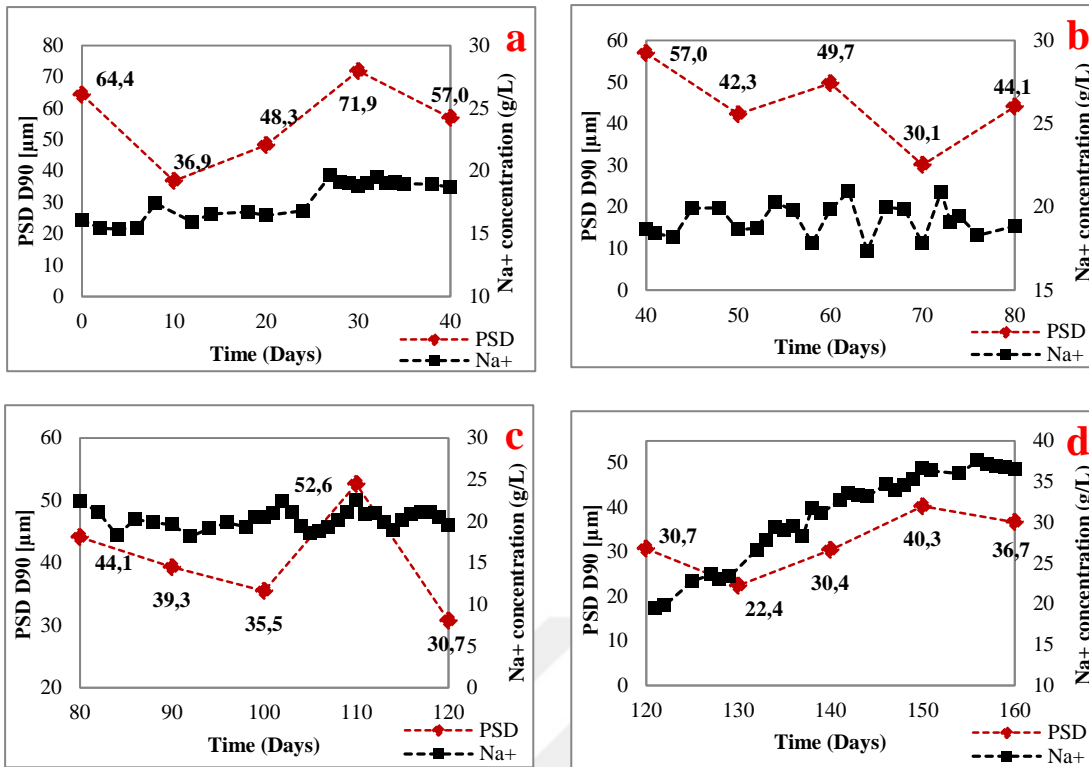 a
PSD D90 [µm]
80
70
60
50
40
30
20
10
0
30
25
20
15
10
Na+ concentration (g/L)
64,4
36,9
48,3
71,9
57,0
0 10 20 30 40
Time (Days)
PSD
Na+
b
PSD D90 [µm]
60
50
40
30
20
10
0
30
25
20
15
Na+ concentration (g/L)
57,0
42,3
49,7
30,1
44,1
40 50 60 70 80
Time (Days)
PSD
Na+
c
PSD D90 [µm]
60
50
40
30
20
30
25
20
15
10
5
0
Na+ concentration (g/L)
44,1
39,3
35,5
52,6
30,7
80 90 100 110 120
Time (Days)
PSD
Na+
d
PSD D90 [µm]
50
40
30
20
10
0
40
35
30
25
20
15
10
Na+ concentration (g/L)
30,7
22,4
30,4
40,3
36,7
120 130 140 150 160
Time (Days)
PSD
Na+